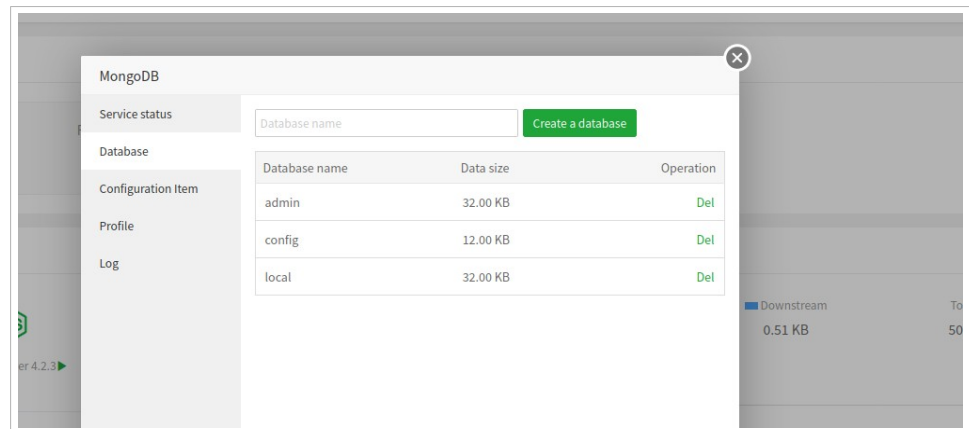 MongoDB
Service status
Database
Configuration Item
Profile
Log
Database name
Create a database
Database name Data size Operation
admin 32.00 KB Del
config 12.00 KB Del
local 32.00 KB Del
Downstream
0.51 KB
To
50
er 4.2.3